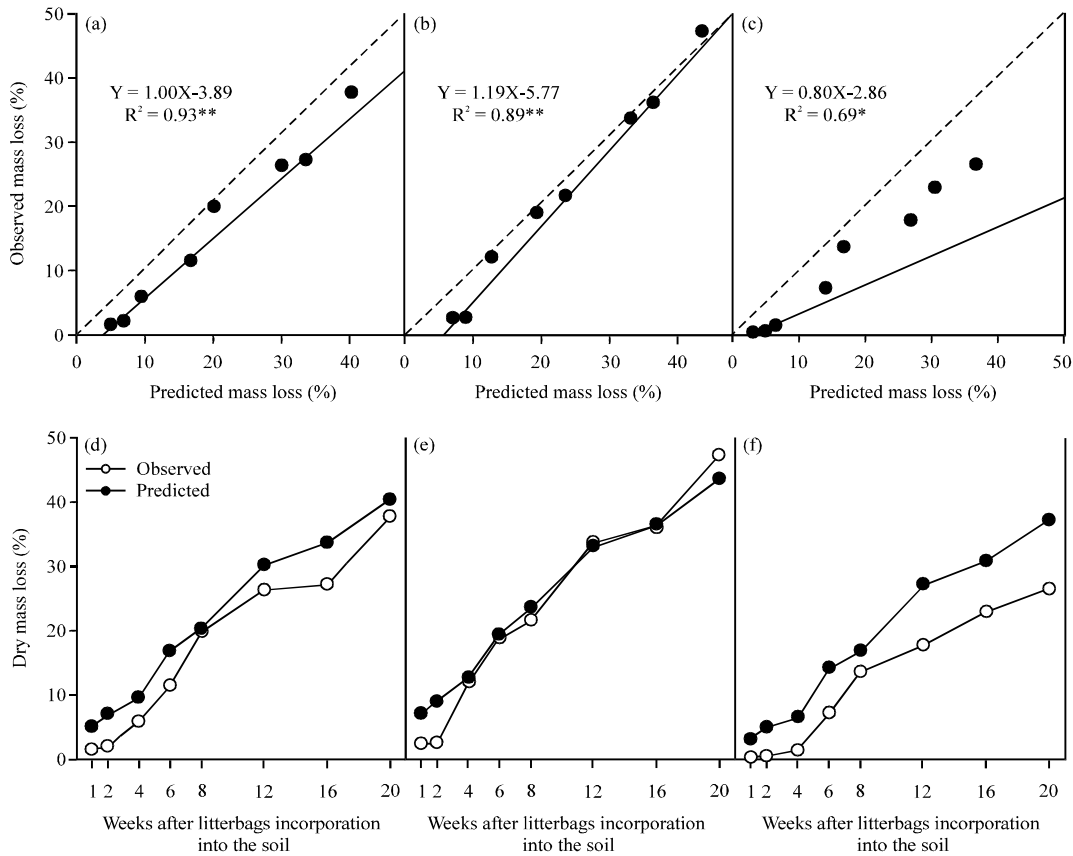 (a)
(b)
(c)
Y = 1.00X-3.89
R² = 0.93**
Y = 1.19X-5.77
R² = 0.89**
Y = 0.80X-2.86
R² = 0.69*
Observed mass loss (%)
50
40
30
20
10
0
0 10 20 30 40
0 10 20 30 40
0 10 20 30 40 50
Predicted mass loss (%)
Predicted mass loss (%)
Predicted mass loss (%)
(d)
(e)
(f)
Observed
Predicted
Dry mass loss (%)
50
40
30
20
10
0
1 2 4 6 8 12 16 20
1 2 4 6 8 12 16 20
1 2 4 6 8 12 16 20
Weeks after litterbags incorporation
into the soil
Weeks after litterbags incorporation
into the soil
Weeks after litterbags incorporation
into the soil